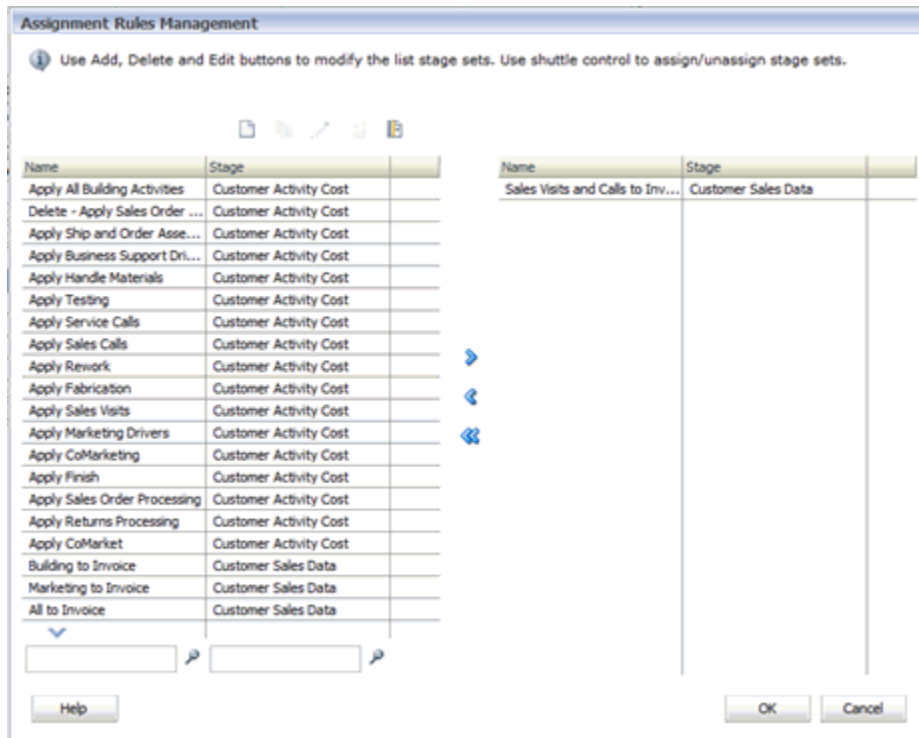 Assignment Rules Management
Use Add, Delete and Edit buttons to modify the list stage sets. Use shuttle control to assign/unassign stage sets.
Name Stage Name Stage
Apply All Building Activities Customer Activity Cost Sales Visits and Calls to Inv... Customer Sales Data
Delete - Apply Sales Order ... Customer Activity Cost
Apply Ship and Order Asse... Customer Activity Cost
Apply Business Support Dri... Customer Activity Cost
Apply Handle Materials Customer Activity Cost
Apply Testing Customer Activity Cost
Apply Service Calls Customer Activity Cost
Apply Sales Calls Customer Activity Cost
Apply Rework Customer Activity Cost
Apply Fabrication Customer Activity Cost
Apply Sales Visits Customer Activity Cost
Apply Marketing Drivers Customer Activity Cost
Apply CoMarketing Customer Activity Cost
Apply Finish Customer Activity Cost
Apply Sales Order Processing Customer Activity Cost
Apply Returns Processing Customer Activity Cost
Apply CoMarket Customer Activity Cost
Building to Invoice Customer Sales Data
Marketing to Invoice Customer Sales Data
All to Invoice Customer Sales Data
Help OK Cancel